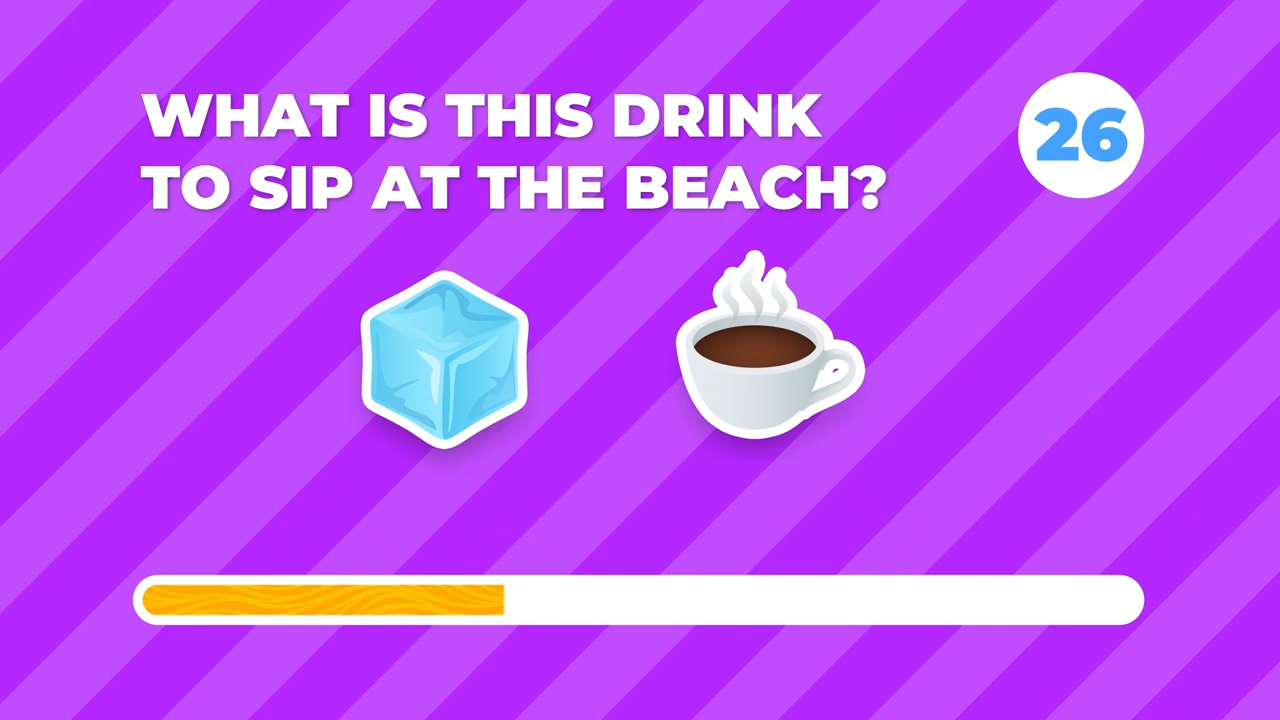 WHAT IS THIS DRINK
TO SIP AT THE BEACH?
26